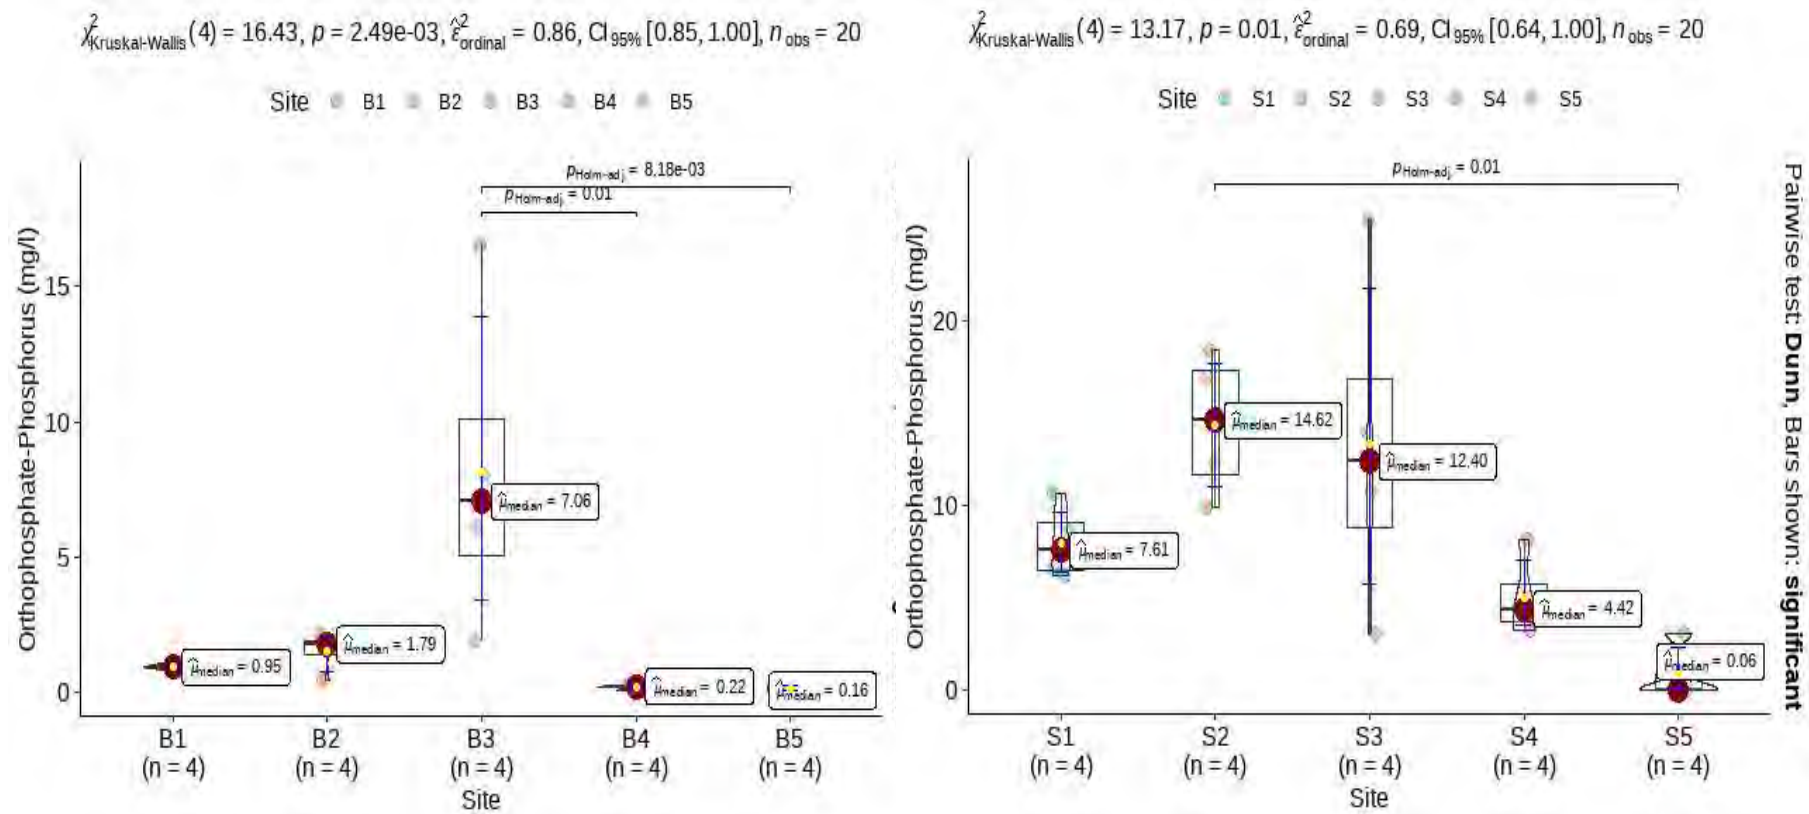 χ²Kruskal-Wallis(4) = 16.43, p = 2.49e-03, ε̂²ordinal = 0.86, CI95% [0.85, 1.00], nobs = 20
Site B1 B2 B3 B4 B5
pHolm-adj. = 8.18e-03
pHolm-adj. = 0.01
Orthophosphate-Phosphorus (mg/l)
15
10
5
0
μ̂median = 0.95
μ̂median = 1.79
μ̂median = 7.06
μ̂median = 0.22
μ̂median = 0.16
B1 B2 B3 B4 B5
(n = 4) (n = 4) (n = 4) (n = 4) (n = 4)
Site
χ²Kruskal-Wallis(4) = 13.17, p = 0.01, ε̂²ordinal = 0.69, CI95% [0.64, 1.00], nobs = 20
Site S1 S2 S3 S4 S5
pHolm-adj. = 0.01
Orthophosphate-Phosphorus (mg/l)
20
10
0
μ̂median = 7.61
μ̂median = 14.62
μ̂median = 12.40
μ̂median = 4.42
μ̂median = 0.06
S1 S2 S3 S4 S5
(n = 4) (n = 4) (n = 4) (n = 4) (n = 4)
Site
Pairwise test: Dunn, Bars shown: significant